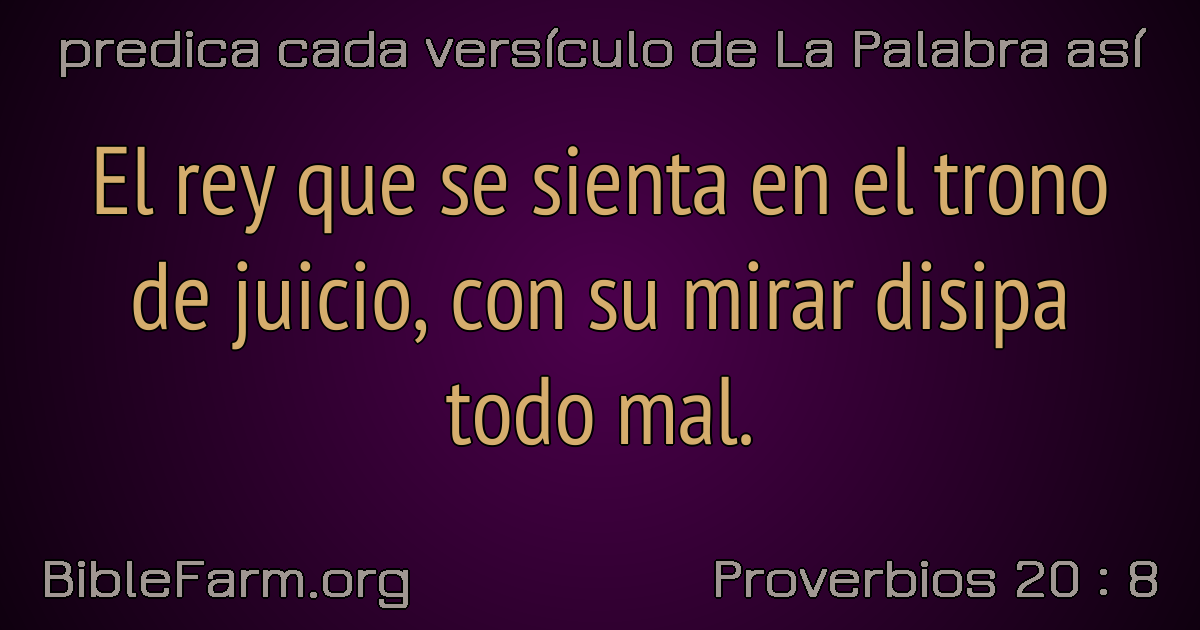 predica cada versículo de La Palabra así
El rey que se sienta en el trono
de juicio, con su mirar disipa
todo mal.
BibleFarm.org
Proverbios 20 : 8